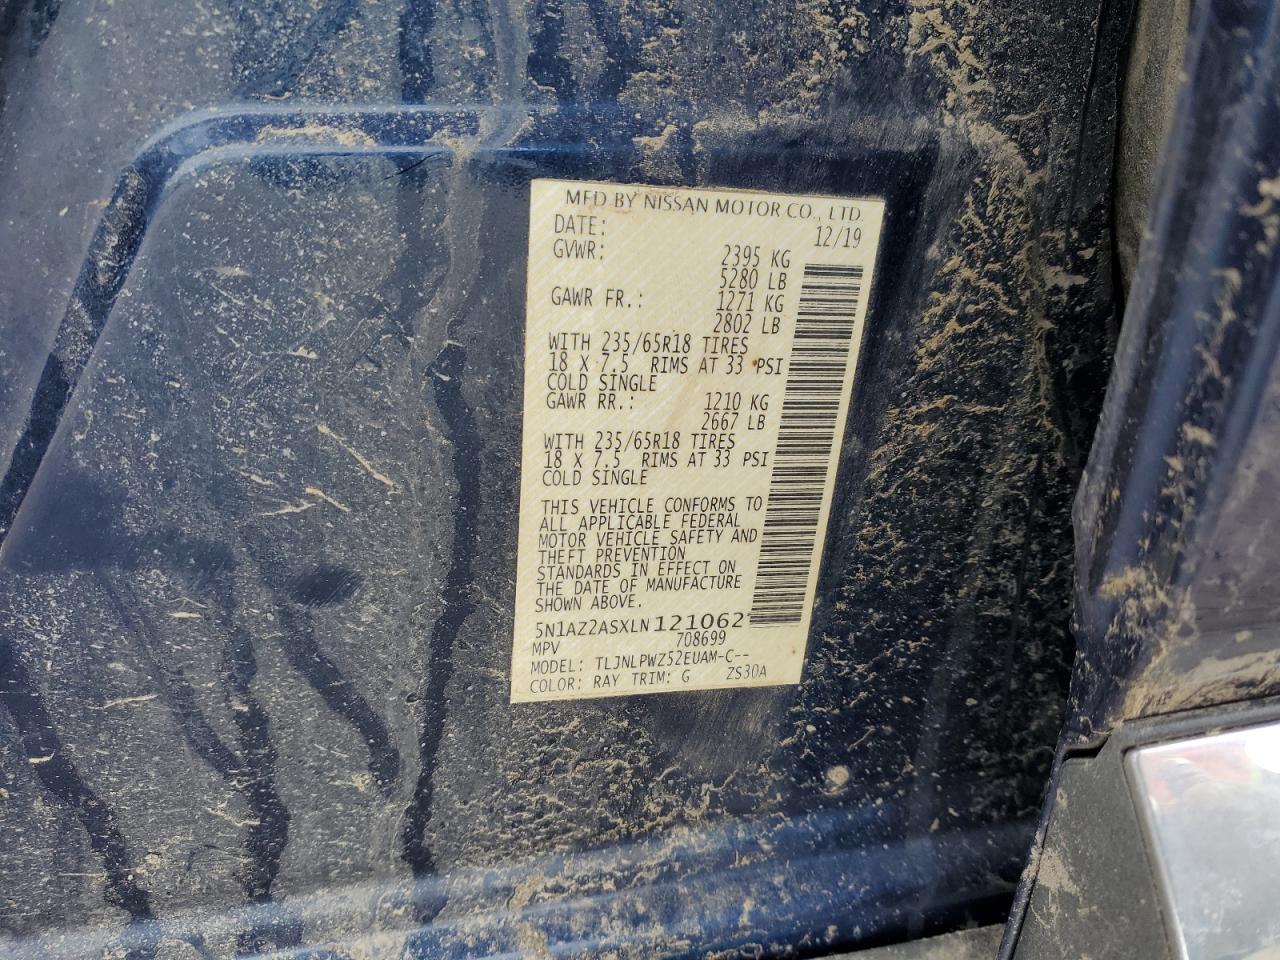 MFD BY NISSAN MOTOR CO., LTD.
DATE: 12/19
GVWR: 2395 KG
5280 LB
GAWR FR.: 1271 KG
2802 LB
WITH 235/65R18 TIRES
18 X 7.5 RIMS AT 33 PSI
COLD SINGLE
GAWR RR.: 1210 KG
2667 LB
WITH 235/65R18 TIRES
18 X 7.5 RIMS AT 33 PSI
COLD SINGLE
THIS VEHICLE CONFORMS TO
ALL APPLICABLE FEDERAL
MOTOR VEHICLE SAFETY AND
THEFT PREVENTION
STANDARDS IN EFFECT ON
THE DATE OF MANUFACTURE
SHOWN ABOVE.
5N1AZ2ASXLN121062
MPV 708699
MODEL: TLJNLPWZ52EUAM-C--
COLOR: RAY TRIM: G ZS30A